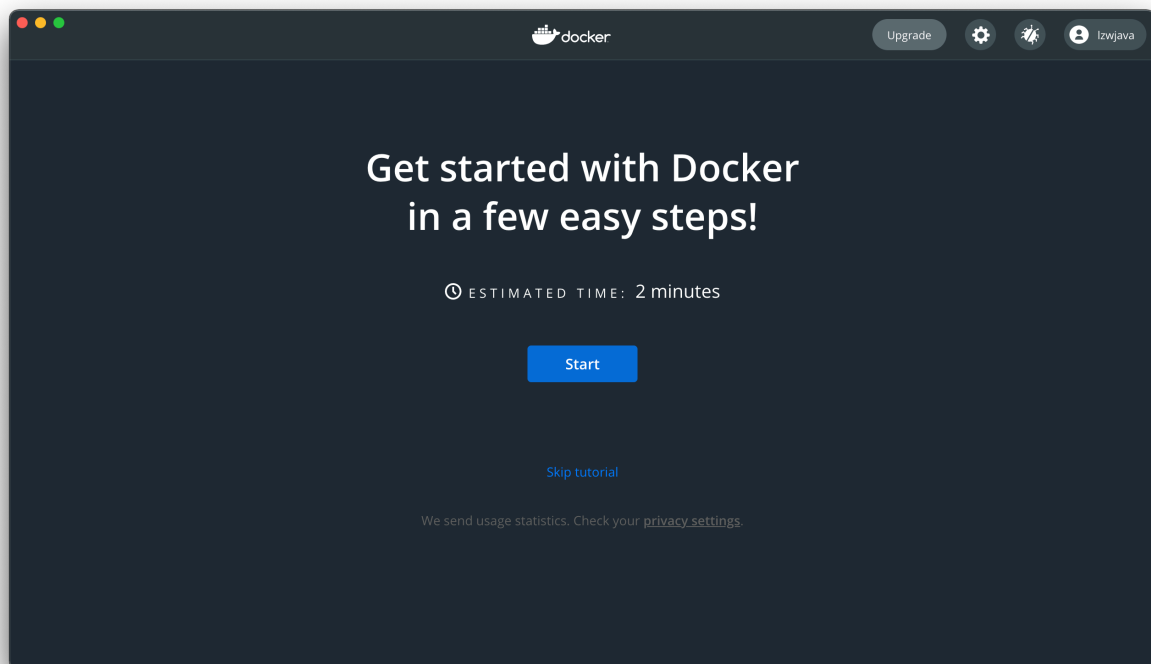 docker
Upgrade
lzwjava
Get started with Docker
in a few easy steps!
ESTIMATED TIME: 2 minutes
Start
Skip tutorial
We send usage statistics. Check your privacy settings.